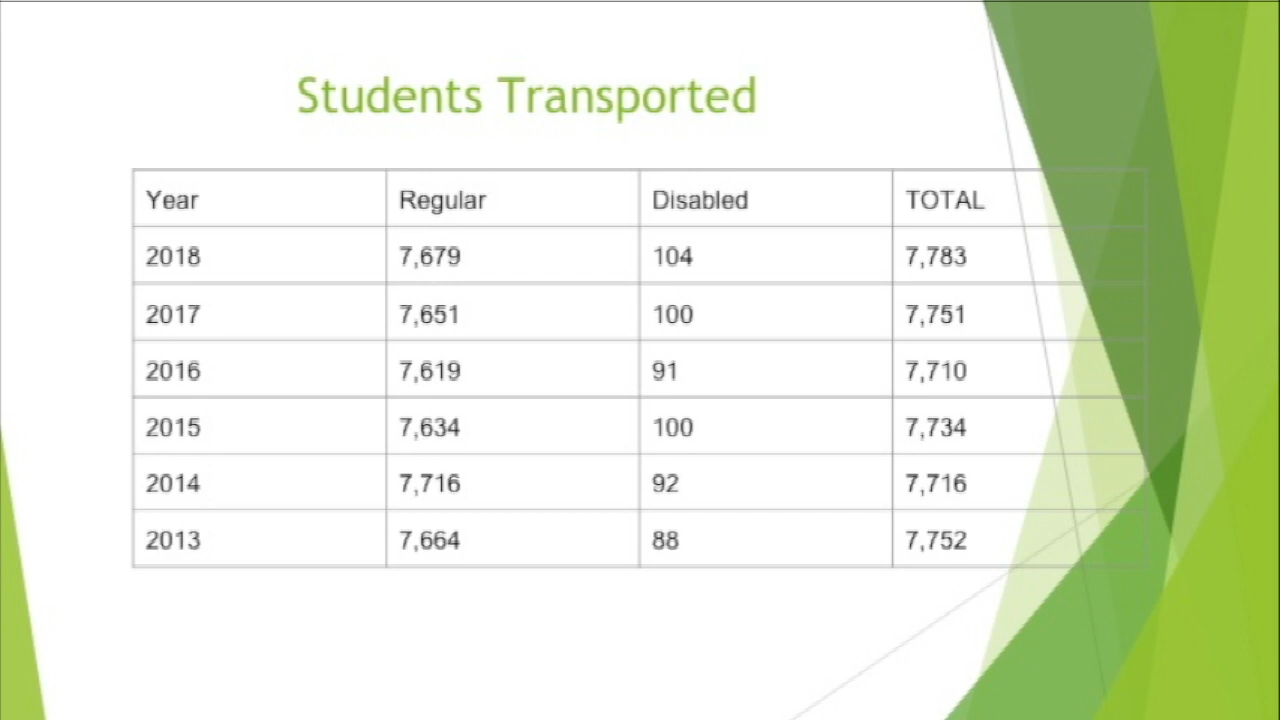 Students Transported
Year Regular Disabled TOTAL
2018 7,679 104 7,783
2017 7,651 100 7,751
2016 7,619 91 7,710
2015 7,634 100 7,734
2014 7,716 92 7,716
2013 7,664 88 7,752